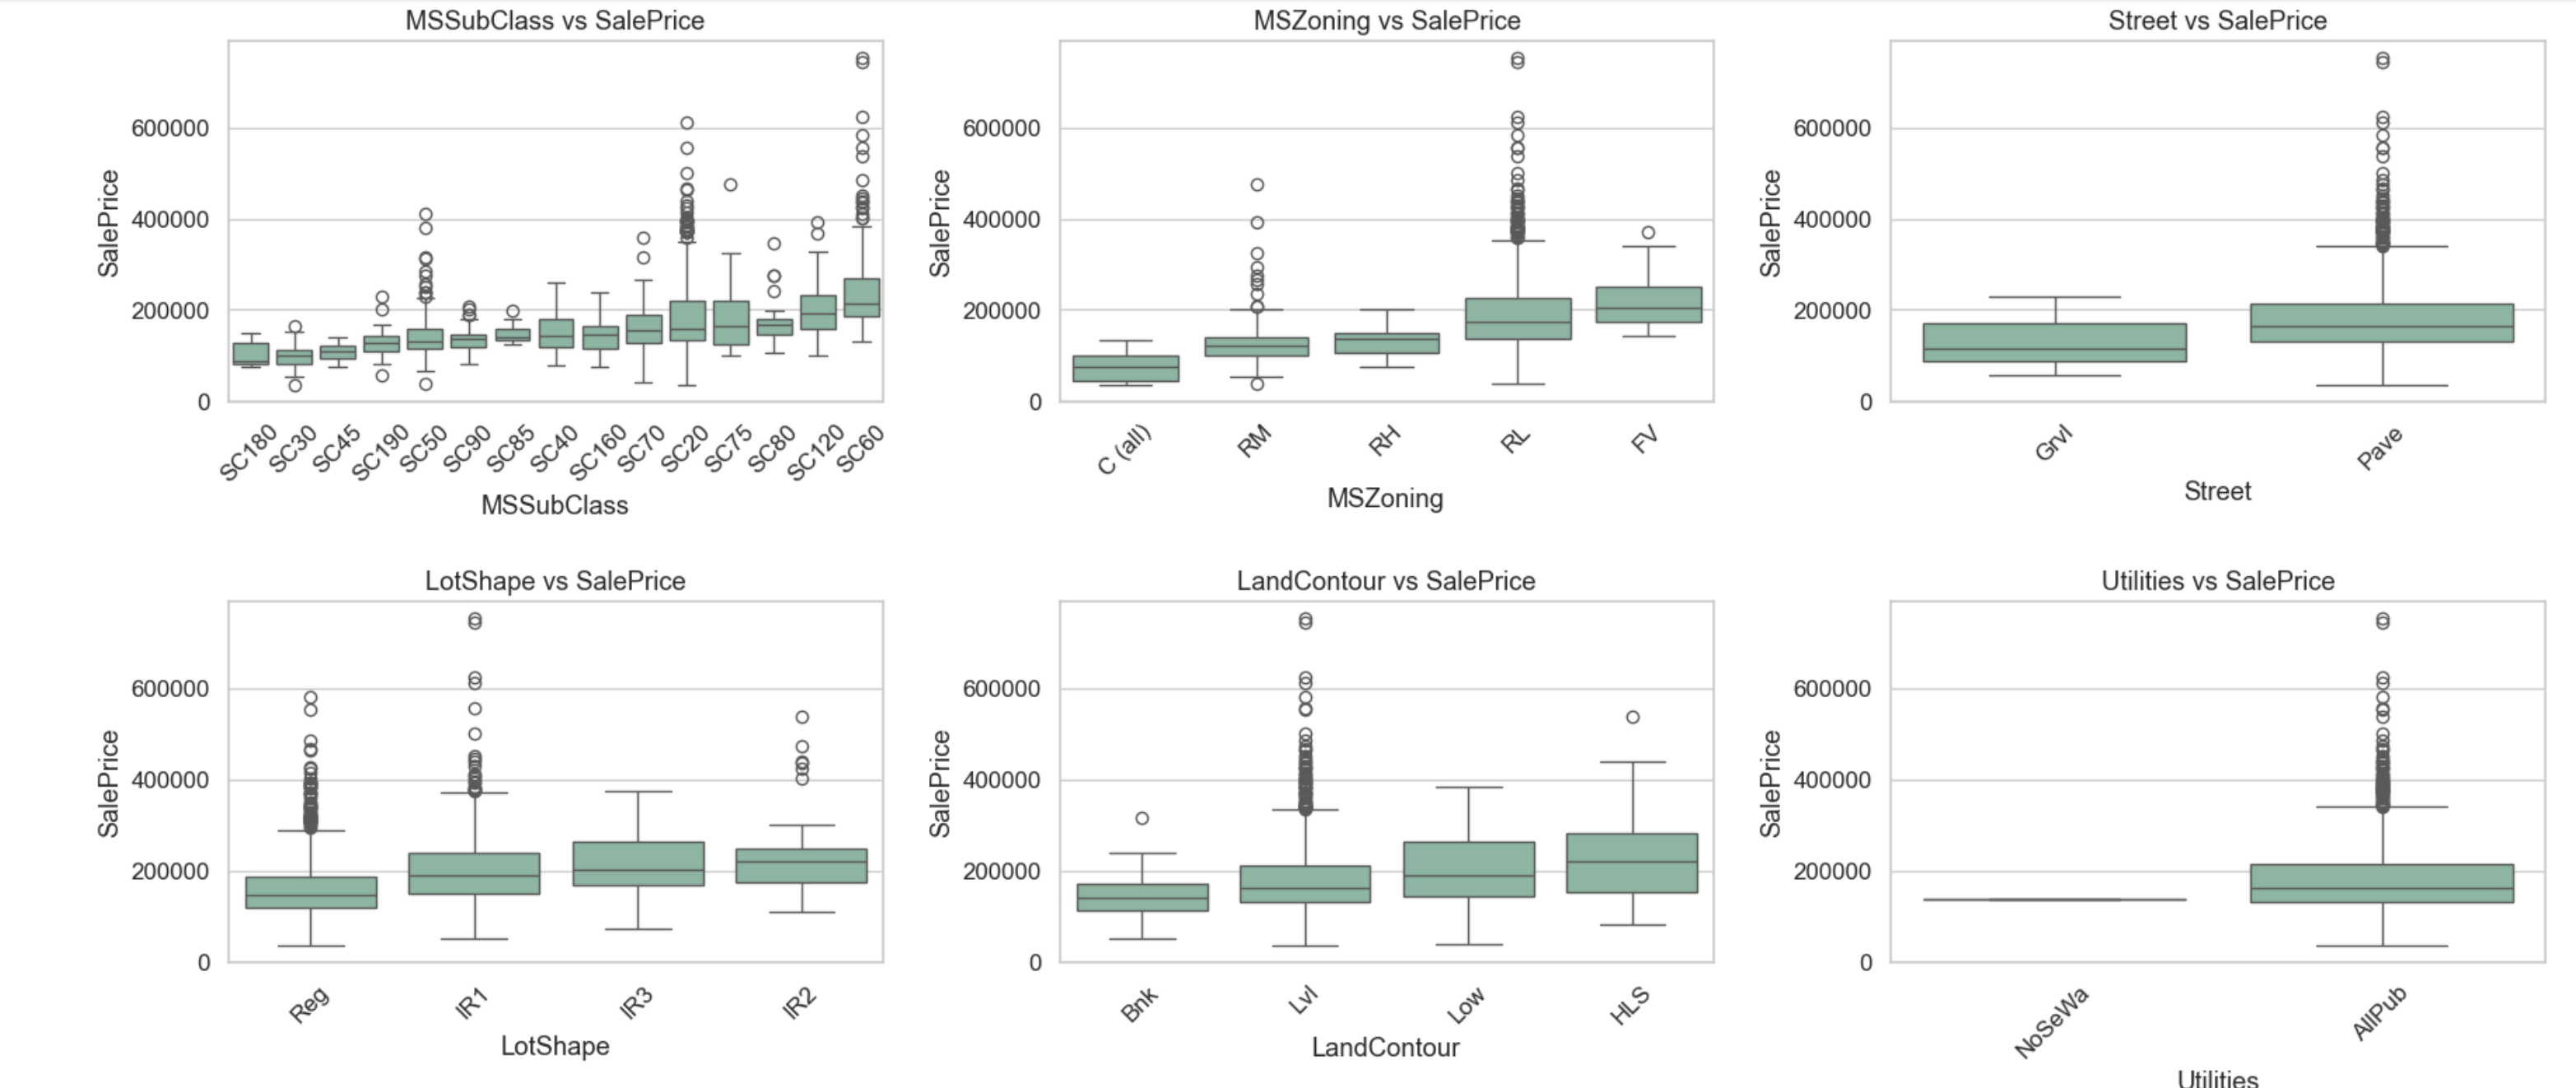 MSSubClass vs SalePrice
SalePrice
600000
400000
200000
0
SC180
SC30
SC45
SC190
SC50
SC90
SC85
SC40
SC160
SC70
SC20
SC75
SC80
SC120
SC60
MSSubClass
MSZoning vs SalePrice
SalePrice
600000
400000
200000
0
C (all)
RM
RH
RL
FV
MSZoning
Street vs SalePrice
SalePrice
600000
400000
200000
0
Grvl
Pave
Street
LotShape vs SalePrice
SalePrice
600000
400000
200000
0
Reg
IR1
IR3
IR2
LotShape
LandContour vs SalePrice
SalePrice
600000
400000
200000
0
Bnk
Lvl
Low
HLS
LandContour
Utilities vs SalePrice
SalePrice
600000
400000
200000
0
NoSeWa
AllPub
Utilities